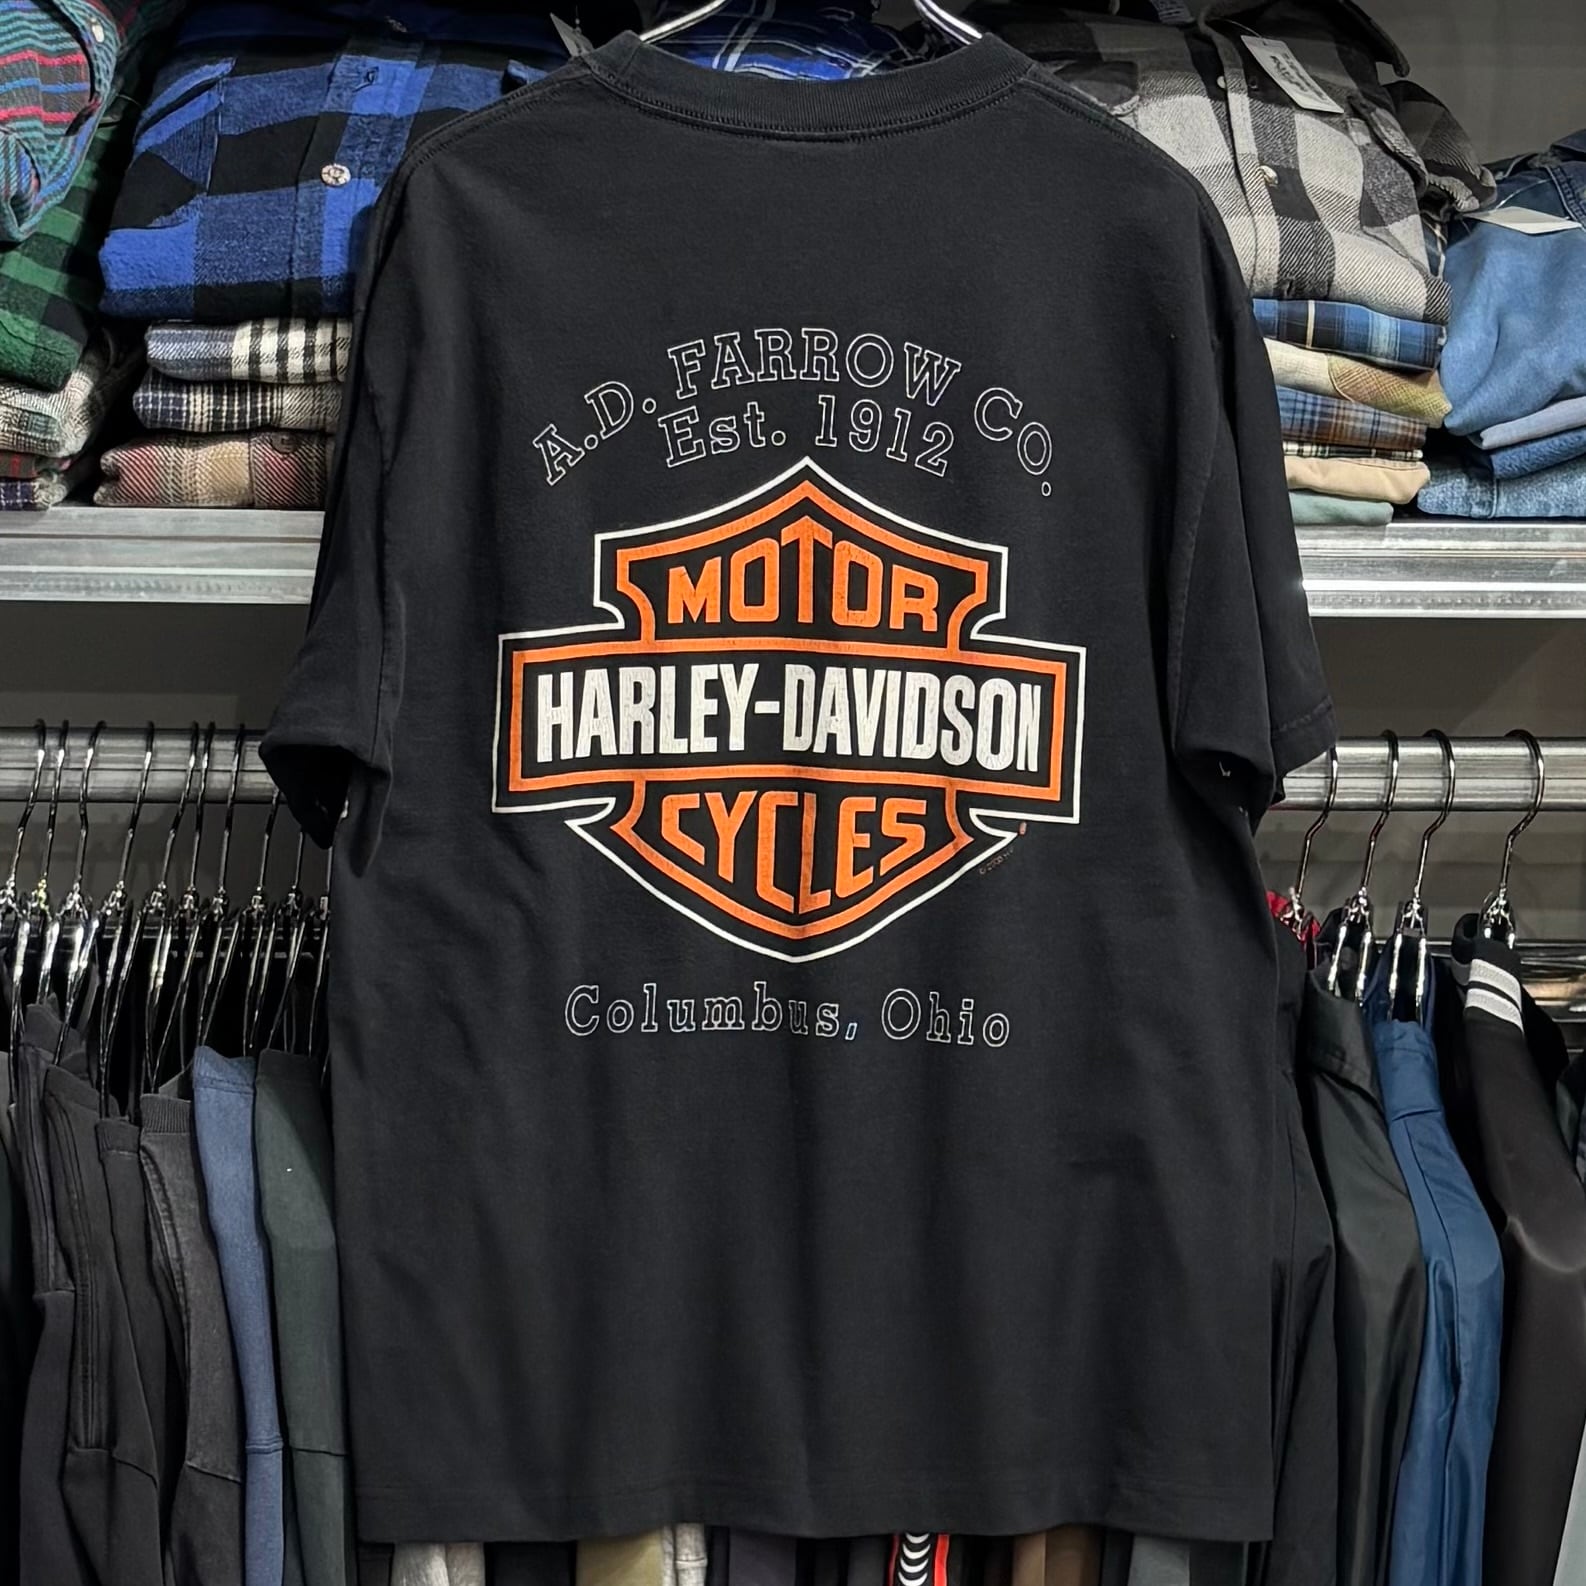 A.D. FARROW CO.
Est. 1912
MOTOR
HARLEY-DAVIDSON
CYCLES
Columbus, Ohio